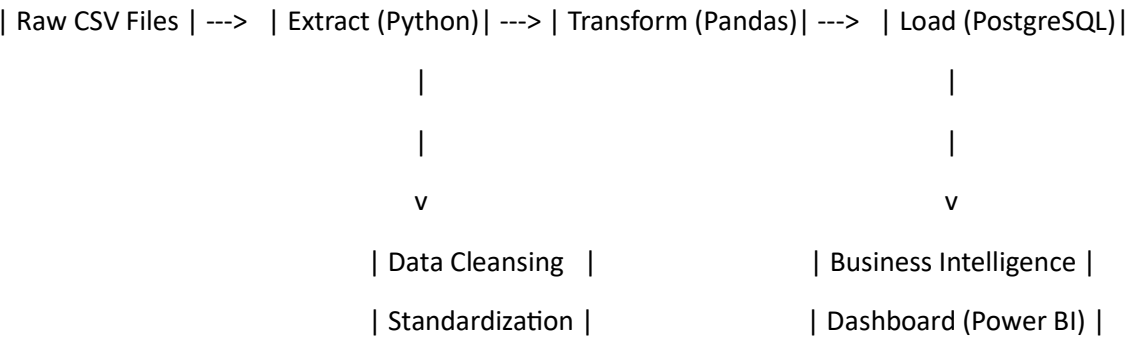 | Raw CSV Files | ---> | Extract (Python)| ---> | Transform (Pandas)| ---> | Load (PostgreSQL)|
| |
| |
v v
| Data Cleansing | | Business Intelligence |
| Standardization | | Dashboard (Power BI) |